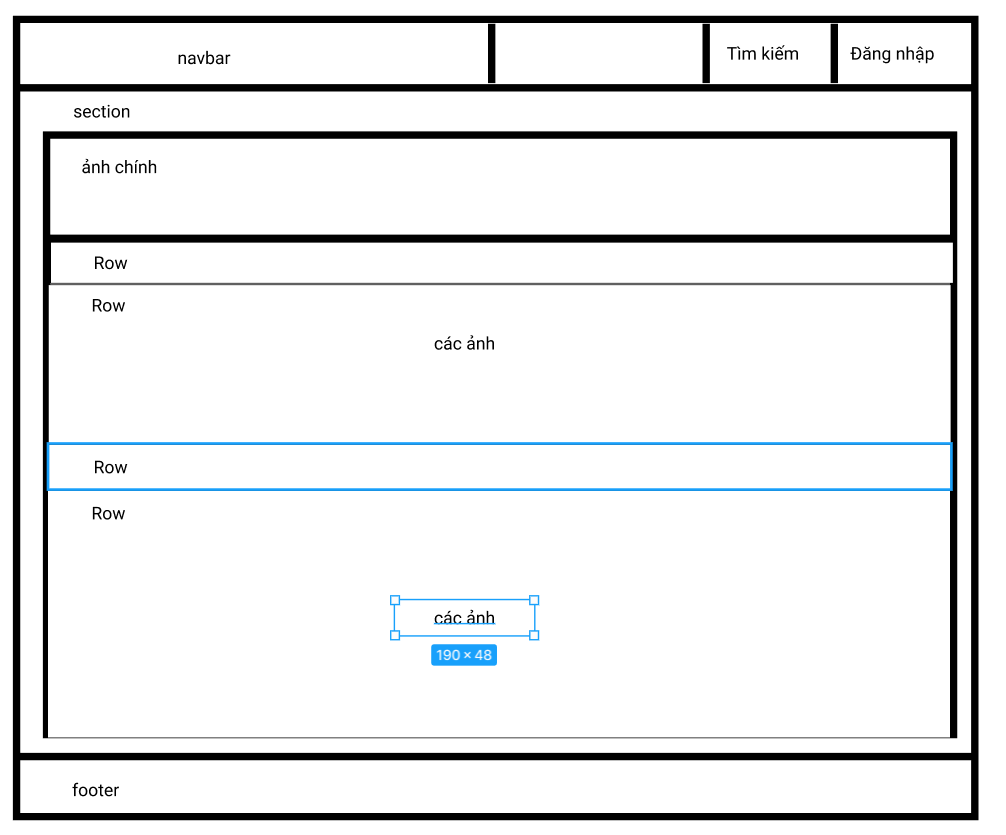 navbar
Tìm kiếm
Đăng nhập
section
ảnh chính
Row
Row
các ảnh
Row
Row
các ảnh
190 × 48
footer